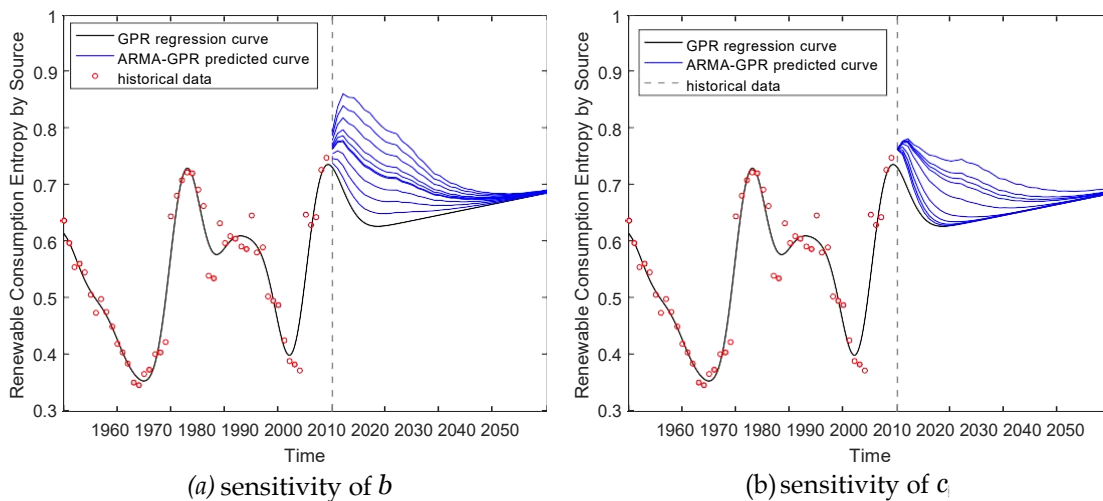 1
0.9
0.8
0.7
0.6
0.5
0.4
0.3
Renewable Consumption Entropy by Source
GPR regression curve
ARMA-GPR predicted curve
historical data
1960 1970 1980 1990 2000 2010 2020 2030 2040 2050
Time
(a) sensitivity of b
1
0.9
0.8
0.7
0.6
0.5
0.4
0.3
Renewable Consumption Entropy by Source
GPR regression curve
ARMA-GPR predicted curve
historical data
1960 1970 1980 1990 2000 2010 2020 2030 2040 2050
Time
(b) sensitivity of c